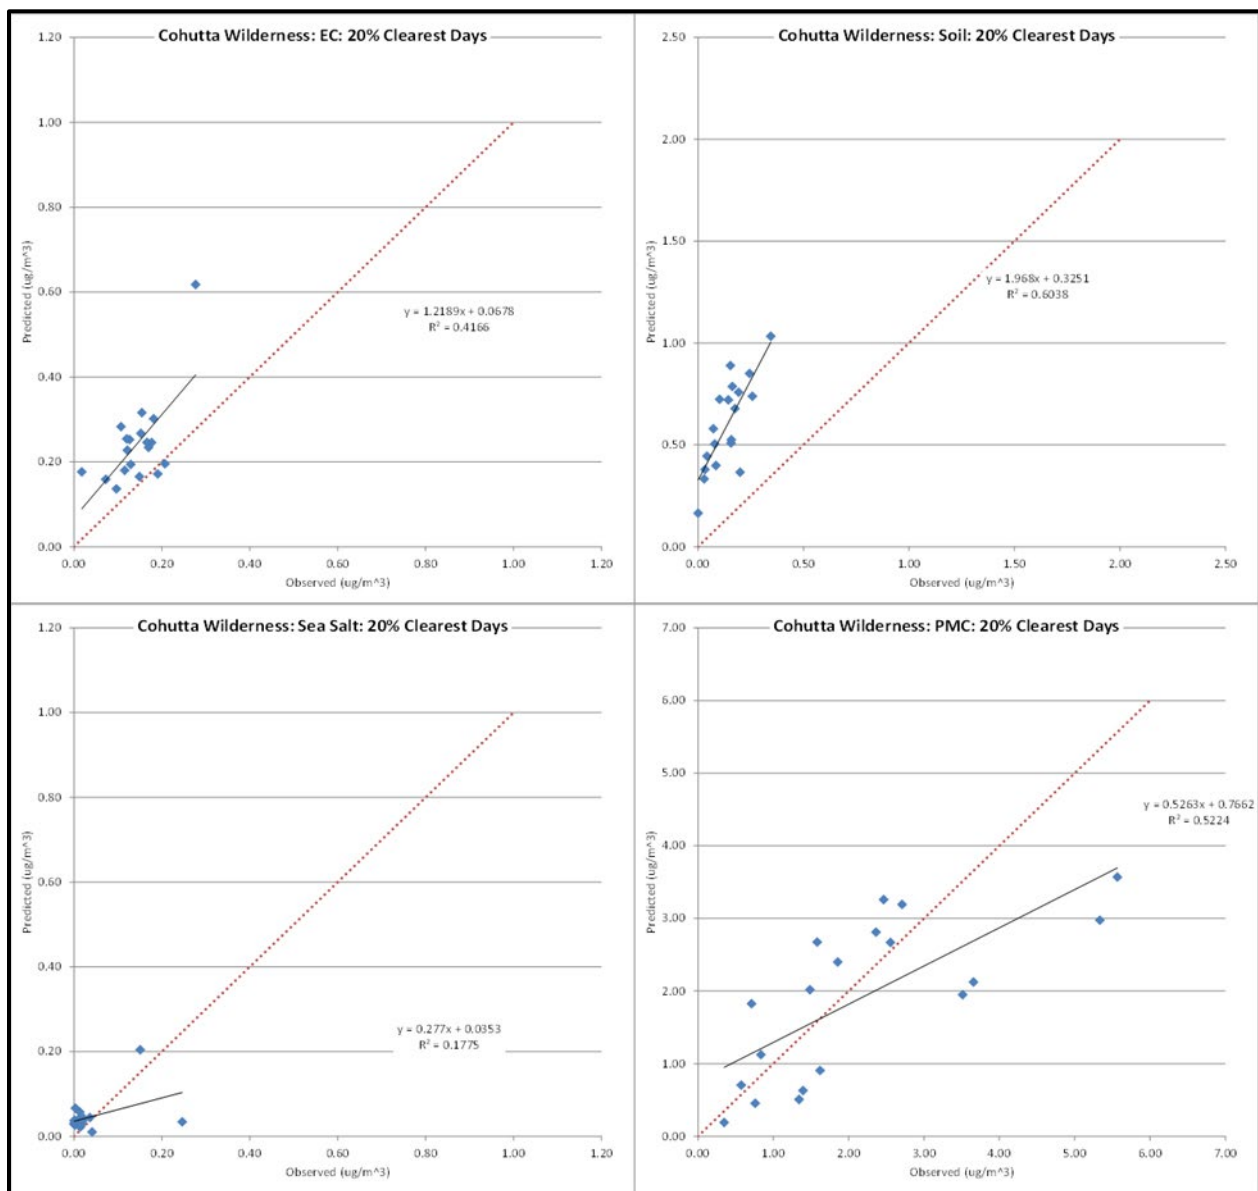 Cohutta Wilderness: EC: 20% Clearest Days
1.20
1.00
0.80
0.60
0.40
0.20
0.00
Predicted (ug/m^3)
y = 1.2189x + 0.0678
R² = 0.4166
0.00 0.20 0.40 0.60 0.80 1.00 1.20
Observed (ug/m^3)
Cohutta Wilderness: Soil: 20% Clearest Days
2.50
2.00
1.50
1.00
0.50
0.00
Predicted (ug/m^3)
y = 1.968x + 0.3251
R² = 0.6038
0.00 0.50 1.00 1.50 2.00 2.50
Observed (ug/m^3)
Cohutta Wilderness: Sea Salt: 20% Clearest Days
1.20
1.00
0.80
0.60
0.40
0.20
0.00
Predicted (ug/m^3)
y = 0.277x + 0.0353
R² = 0.1775
0.00 0.20 0.40 0.60 0.80 1.00 1.20
Observed (ug/m^3)
Cohutta Wilderness: PMC: 20% Clearest Days
7.00
6.00
5.00
4.00
3.00
2.00
1.00
0.00
Predicted (ug/m^3)
y = 0.5263x + 0.7662
R² = 0.5224
0.00 1.00 2.00 3.00 4.00 5.00 6.00 7.00
Observed (ug/m^3)